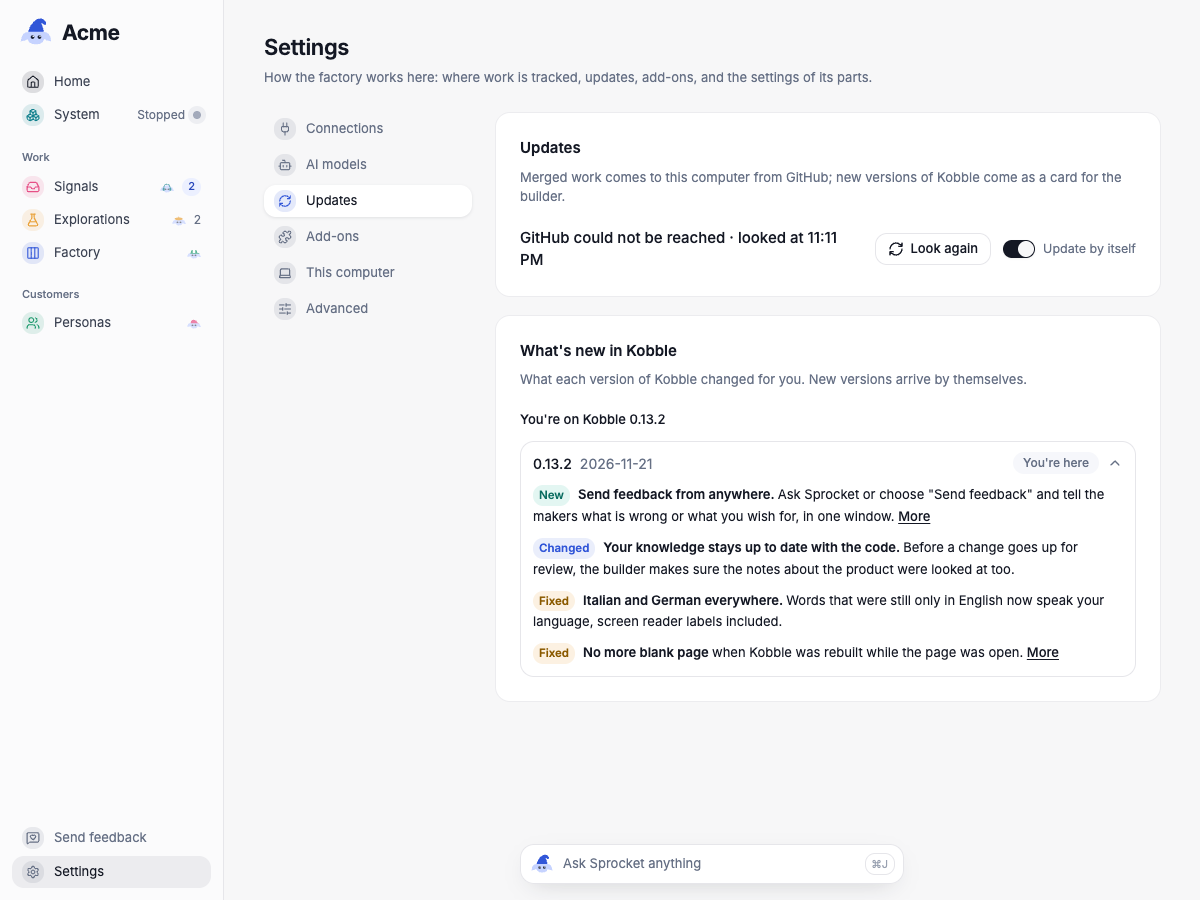 Acme
Home
System
Stopped
Work
Signals
2
Explorations
2
Factory
Customers
Personas
Send feedback
Settings
Settings
How the factory works here: where work is tracked, updates, add-ons, and the settings of its parts.
Connections
AI models
Updates
Add-ons
This computer
Advanced
Updates
Merged work comes to this computer from GitHub; new versions of Kobble come as a card for the
builder.
GitHub could not be reached · looked at 11:11
PM
Look again
Update by itself
What's new in Kobble
What each version of Kobble changed for you. New versions arrive by themselves.
You're on Kobble 0.13.2
0.13.2 2026-11-21
You're here
New Send feedback from anywhere. Ask Sprocket or choose "Send feedback" and tell the
makers what is wrong or what you wish for, in one window. More
Changed Your knowledge stays up to date with the code. Before a change goes up for
review, the builder makes sure the notes about the product were looked at too.
Fixed Italian and German everywhere. Words that were still only in English now speak your
language, screen reader labels included.
Fixed No more blank page when Kobble was rebuilt while the page was open. More
Ask Sprocket anything
⌘J